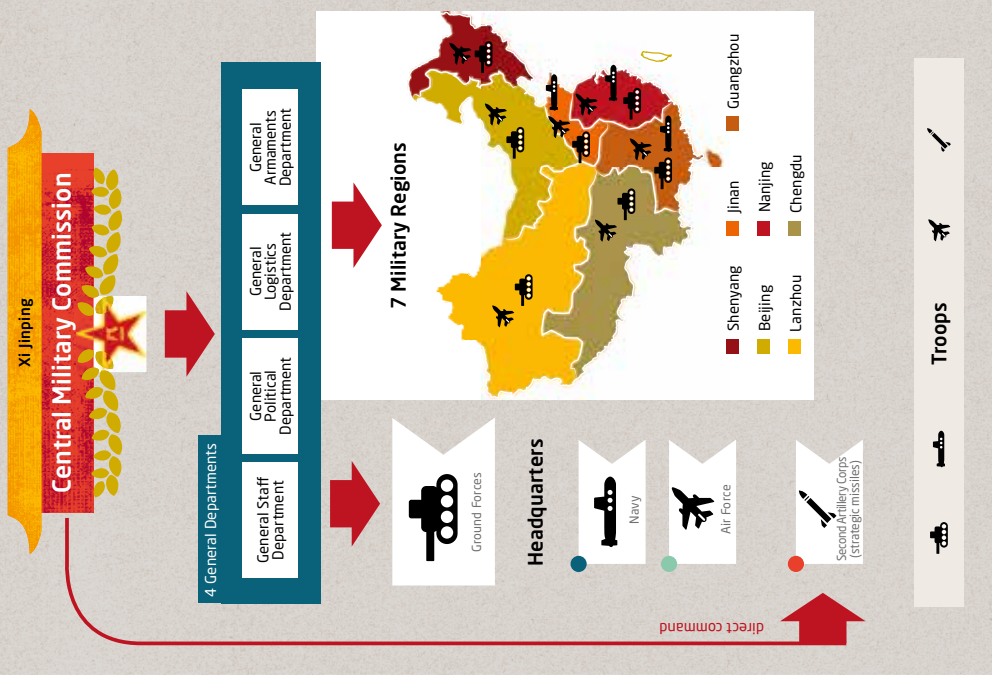 Xi Jinping
Central Military Commission
4 General Departments
General Staff
Department
General
Political
Department
General
Logistics
Department
General
Armaments
Department
Ground Forces
Headquarters
Navy
Air Force
Second Artillery Corps
(strategic missiles)
direct command
7 Military Regions
Shenyang
Beijing
Lanzhou
Jinan
Nanjing
Chengdu
Guangzhou
Troops